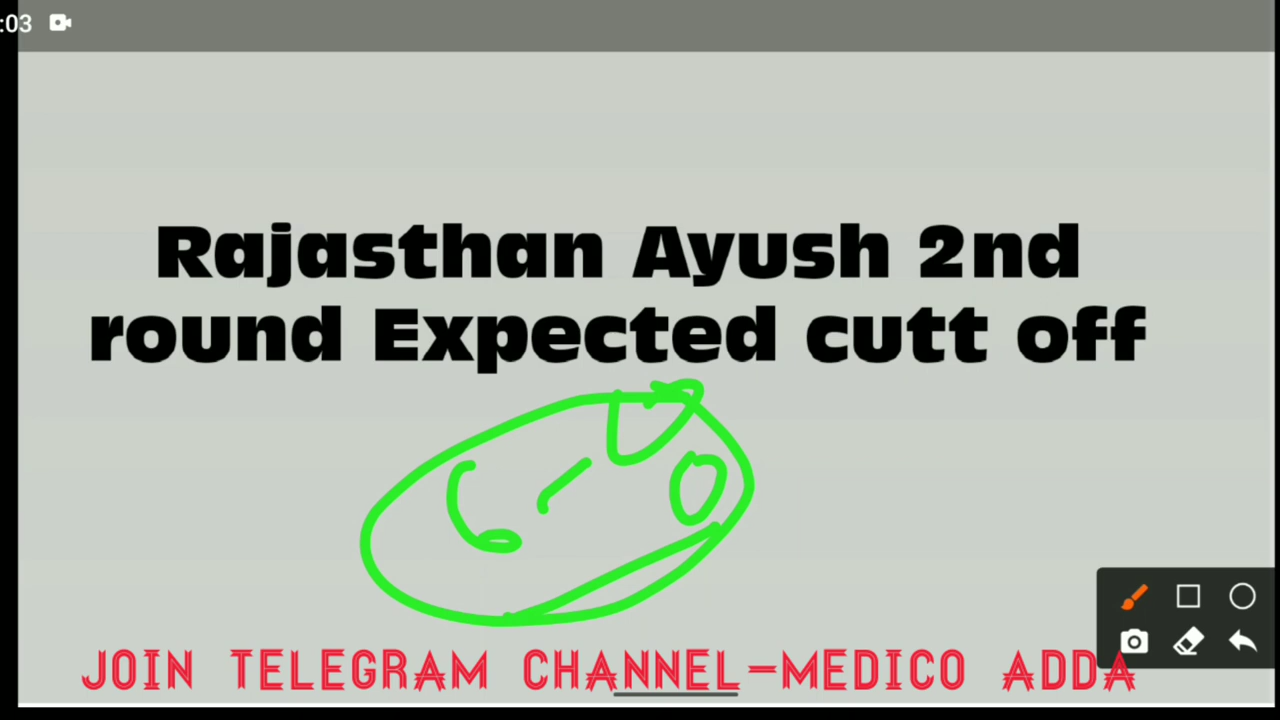 :03
Rajasthan Ayush 2nd
round Expected cutt off
JOIN TELEGRAM CHANNEL-MEDICO ADDA